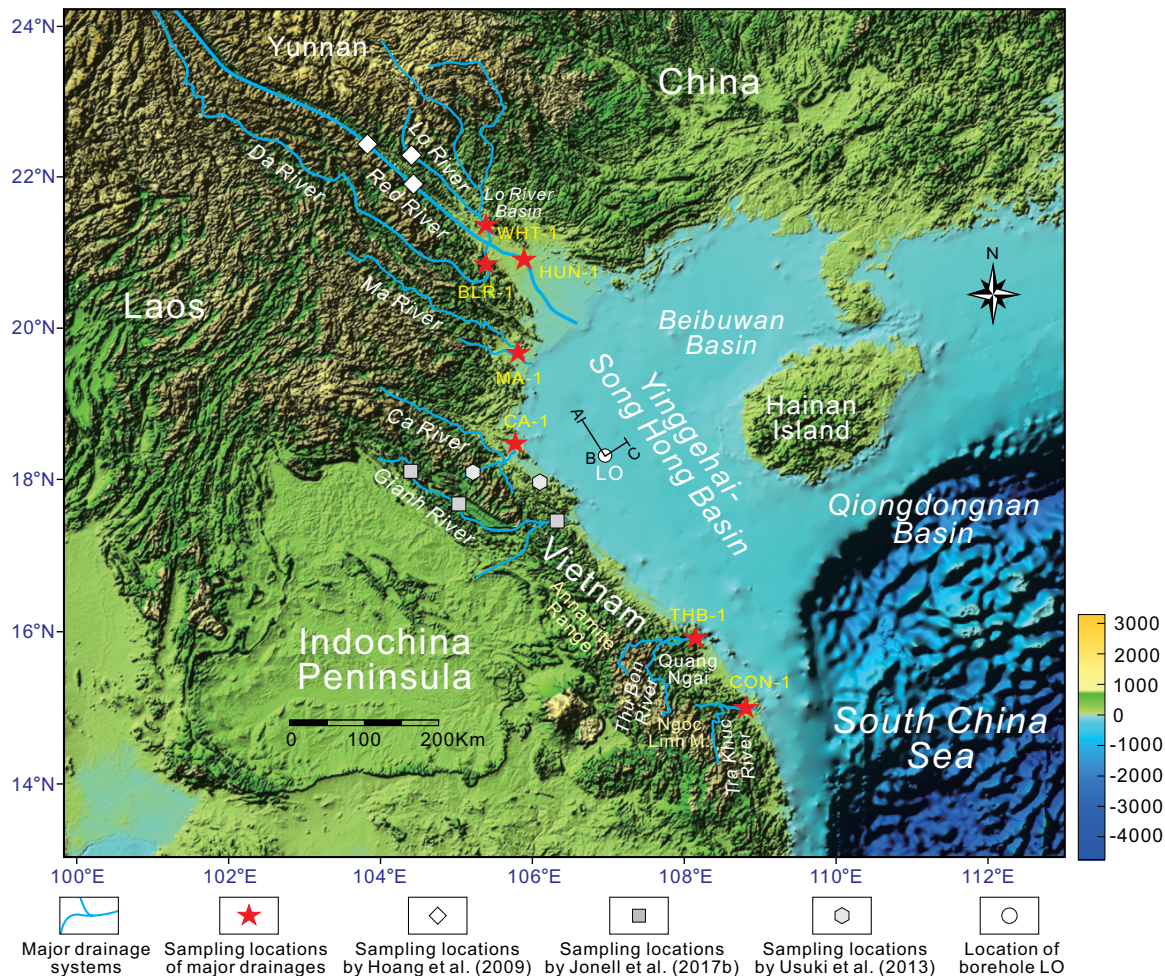 24°N
22°N
20°N
18°N
16°N
14°N
100°E
102°E
104°E
106°E
108°E
110°E
112°E
Yunnan
China
Lo River
Da River
Red River
Lo River
Basin
WHT-1
HUN-1
BLR-1
N
Laos
Ma River
MA-1
Beibuwan
Basin
Yinggehai-
Song Hong Basin
Hainan
Island
CA-1
Ca River
A
B
C
LO
Gianh River
Qiongdongnan
Basin
Vietnam
Annamite
Range
THB-1
Indochina
Peninsula
Quang
Ngai
Thu Bon
River
CON-1
Ngoc
Linh M.
Tra Khuc
River
South China
Sea
0 100 200Km
3000
2000
1000
0
-1000
-2000
-3000
-4000
Major drainage
systems
Sampling locations
of major drainages
Sampling locations
by Hoang et al. (2009)
Sampling locations
by Jonell et al. (2017b)
Sampling locations
by Usuki et al. (2013)
Location of
borehole LO